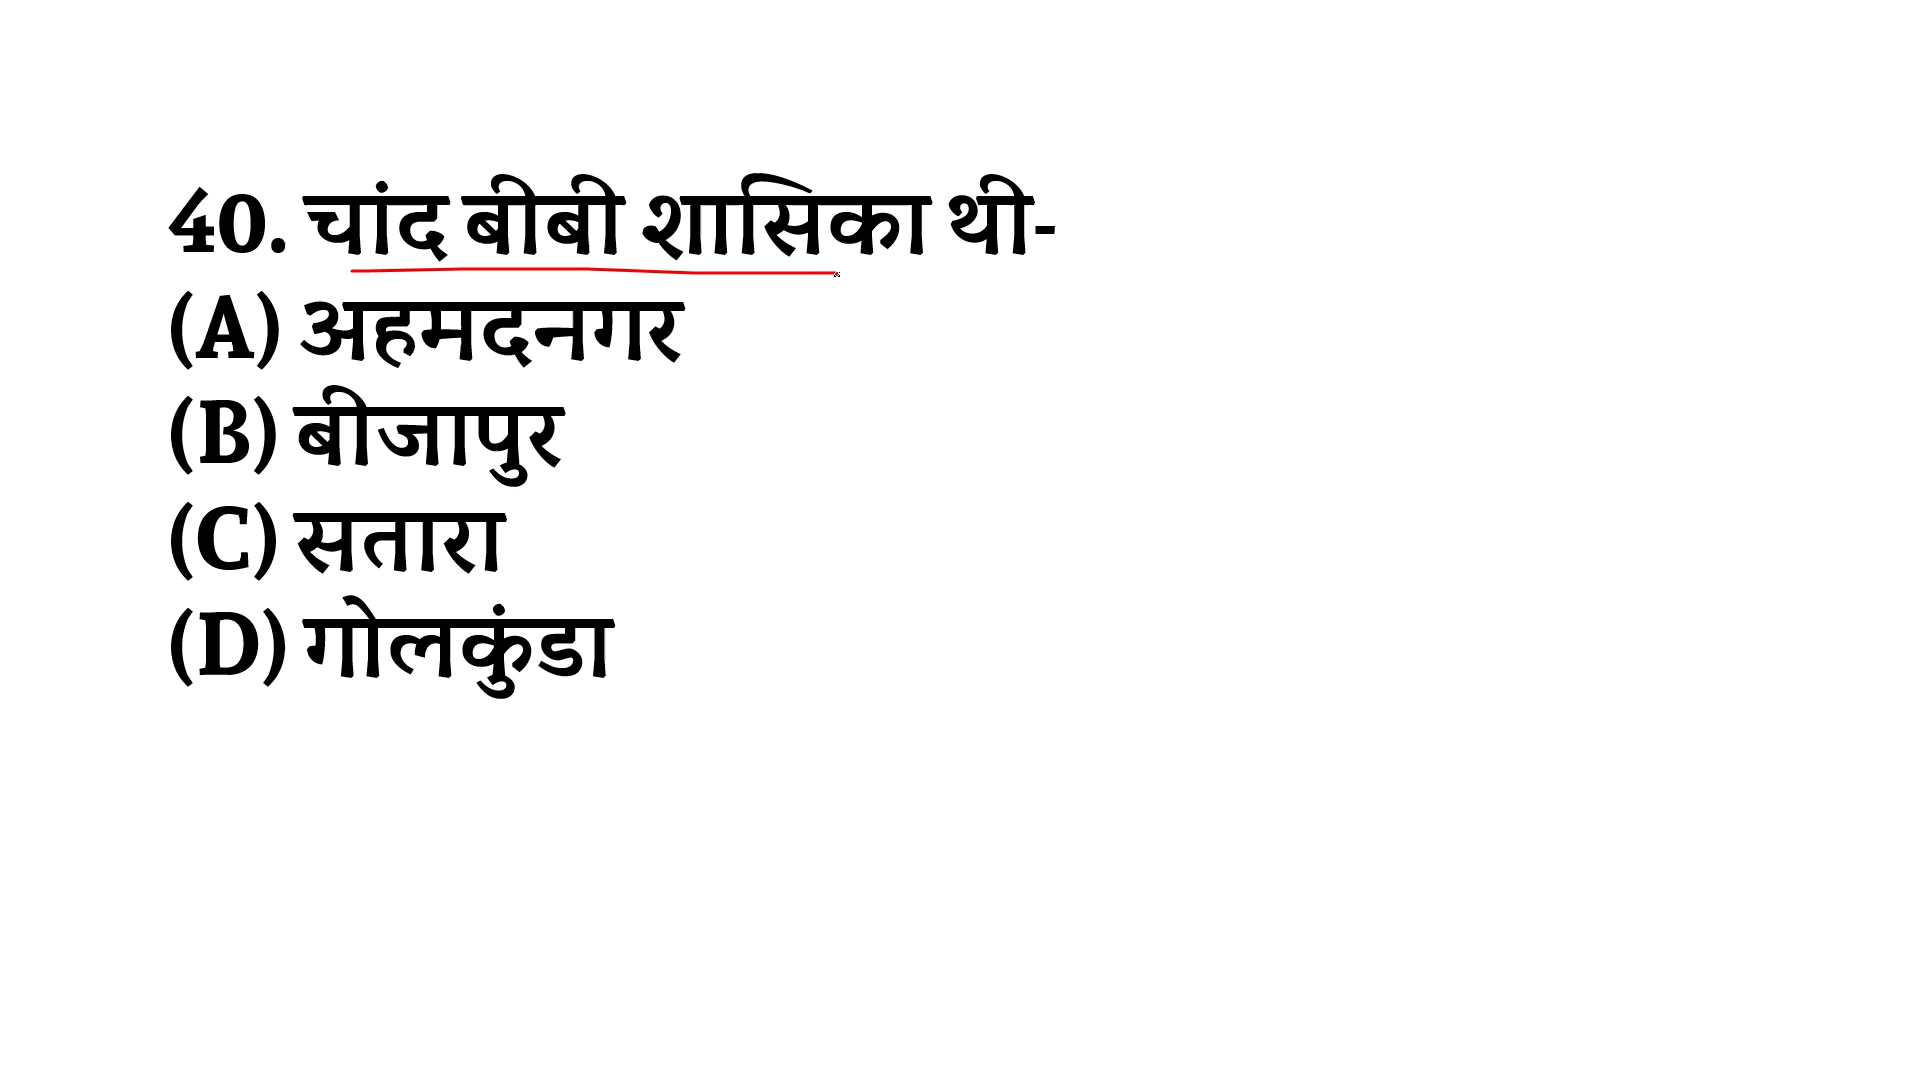 40. चांद बीबी शासिका थी-
(A) अहमदनगर
(B) बीजापुर
(C) सतारा
(D) गोलकुंडा